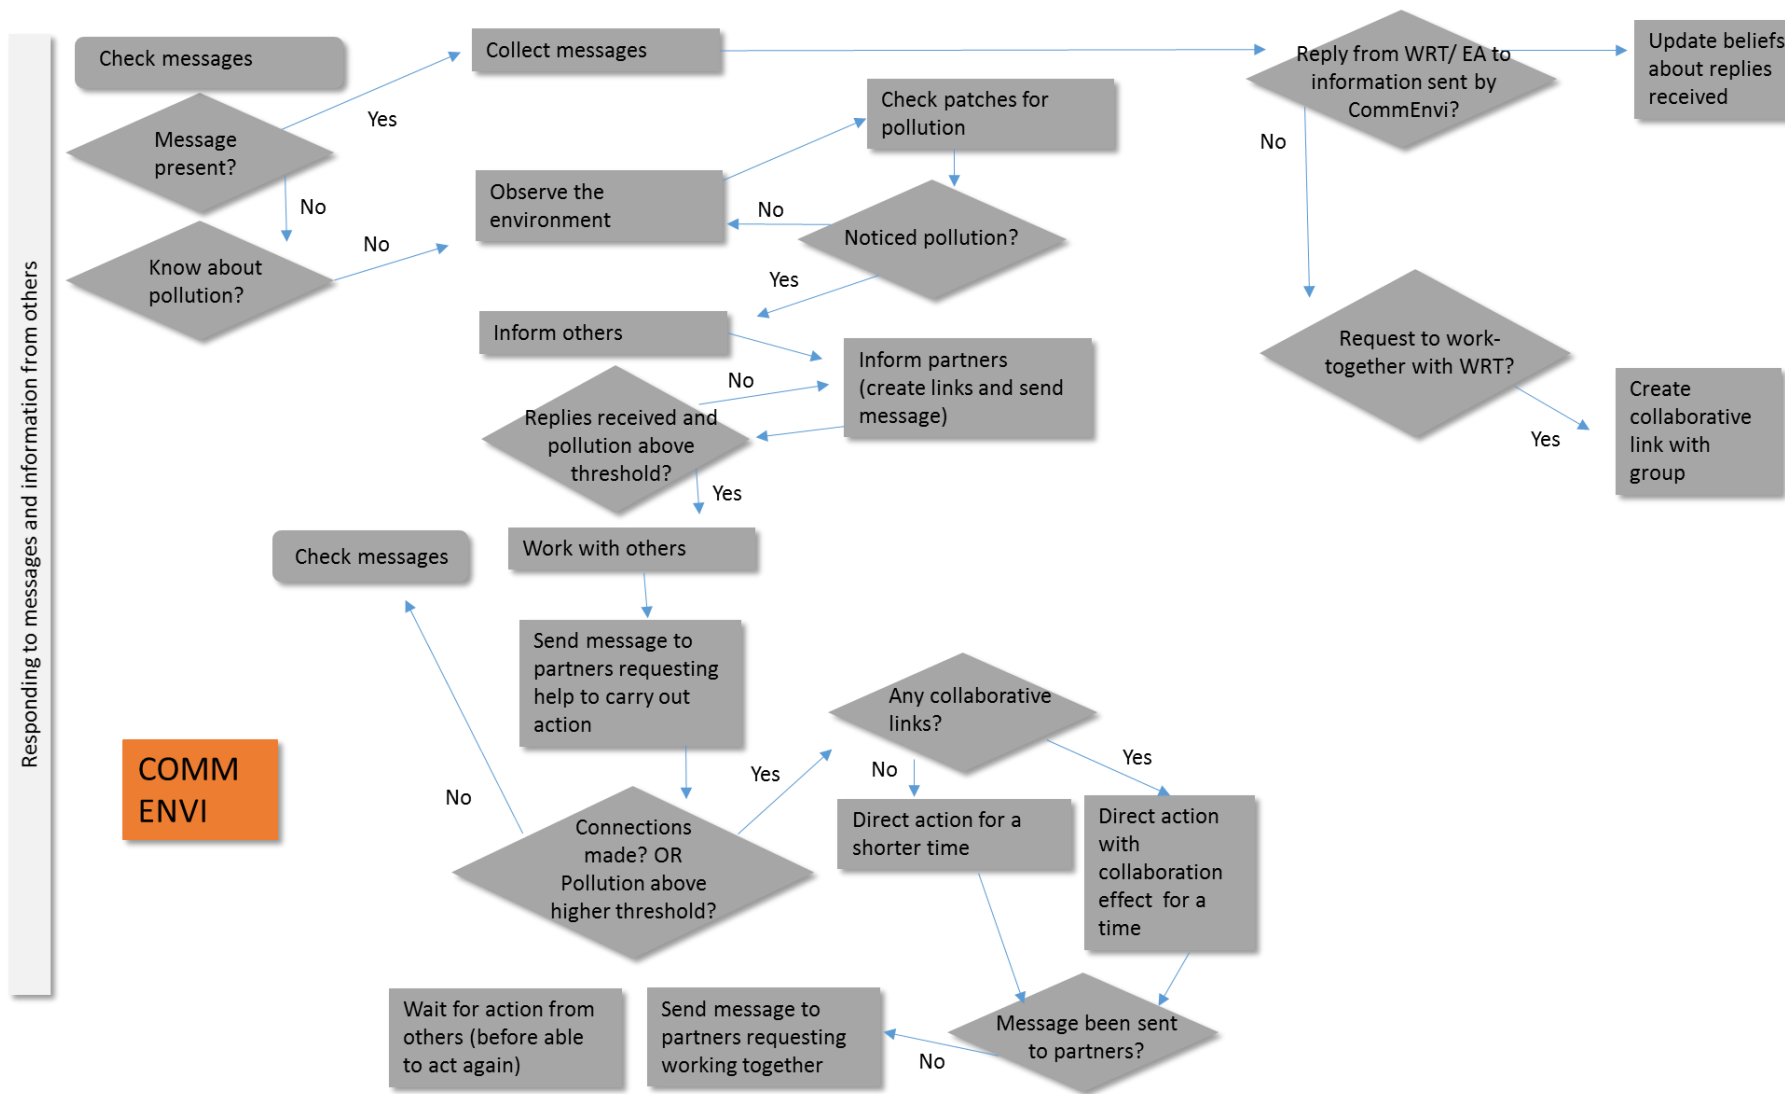 Responding to messages and information from others
Check messages
Message
present?
Yes
No
Know about
pollution?
No
Collect messages
Observe the
environment
Check patches for
pollution
No
Noticed pollution?
Yes
Inform others
Inform partners
(create links and send
message)
No
Replies received and
pollution above
threshold?
Yes
Work with others
Check messages
Send message to
partners requesting
help to carry out
action
No
Connections
made? OR
Pollution above
higher threshold?
Yes
Any collaborative
links?
No
Yes
Direct action for a
shorter time
Direct action
with
collaboration
effect for a
time
Message been sent
to partners?
No
Send message to
partners requesting
working together
Wait for action from
others (before able
to act again)
COMM
ENVI
Reply from WRT/ EA to
information sent by
CommEnvi?
Update beliefs
about replies
received
No
Request to work-
together with WRT?
Yes
Create
collaborative
link with
group